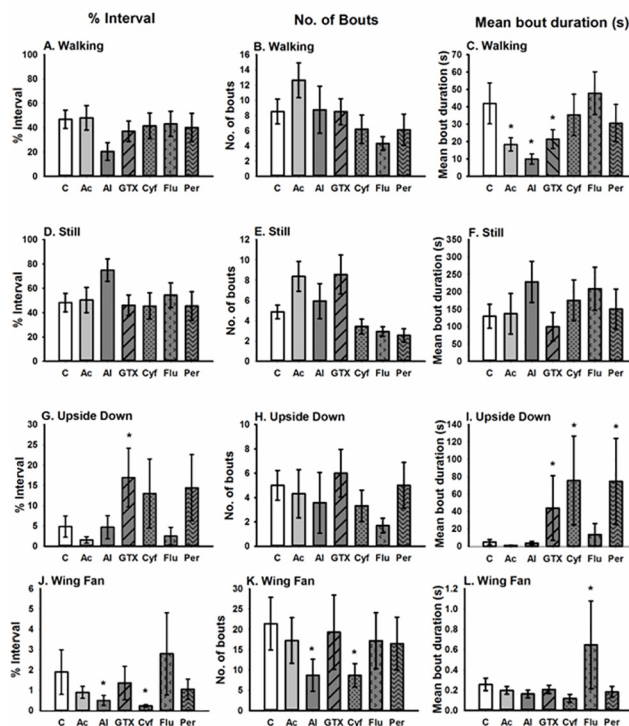 % Interval No. of Bouts Mean bout duration (s)
A. Walking
% Interval
100
80
60
40
20
0
C Ac Al GTX Cyf Flu Per
B. Walking
No. of bouts
16
14
12
10
8
6
4
2
0
C Ac Al GTX Cyf Flu Per
C. Walking
Mean bout duration (s)
70
60
50
40
30
20
10
0
* * *
C Ac Al GTX Cyf Flu Per
D. Still
% Interval
100
80
60
40
20
0
C Ac Al GTX Cyf Flu Per
E. Still
No. of bouts
12
10
8
6
4
2
0
C Ac Al GTX Cyf Flu Per
F. Still
Mean bout duration (s)
350
300
250
200
150
100
50
0
C Ac Al GTX Cyf Flu Per
G. Upside Down
% Interval
30
25
20
15
10
5
0
*
C Ac Al GTX Cyf Flu Per
H. Upside Down
No. of bouts
12
10
8
6
4
2
0
C Ac Al GTX Cyf Flu Per
I. Upside Down
Mean bout duration (s)
140
120
100
80
60
40
20
0
* * *
C Ac Al GTX Cyf Flu Per
J. Wing Fan
% Interval
6
5
4
3
2
1
0
* *
C Ac Al GTX Cyf Flu Per
K. Wing Fan
No. of bouts
35
30
25
20
15
10
5
0
* *
C Ac Al GTX Cyf Flu Per
L. Wing Fan
Mean bout duration (s)
1.4
1.2
1.0
0.8
0.6
0.4
0.2
0.0
*
C Ac Al GTX Cyf Flu Per